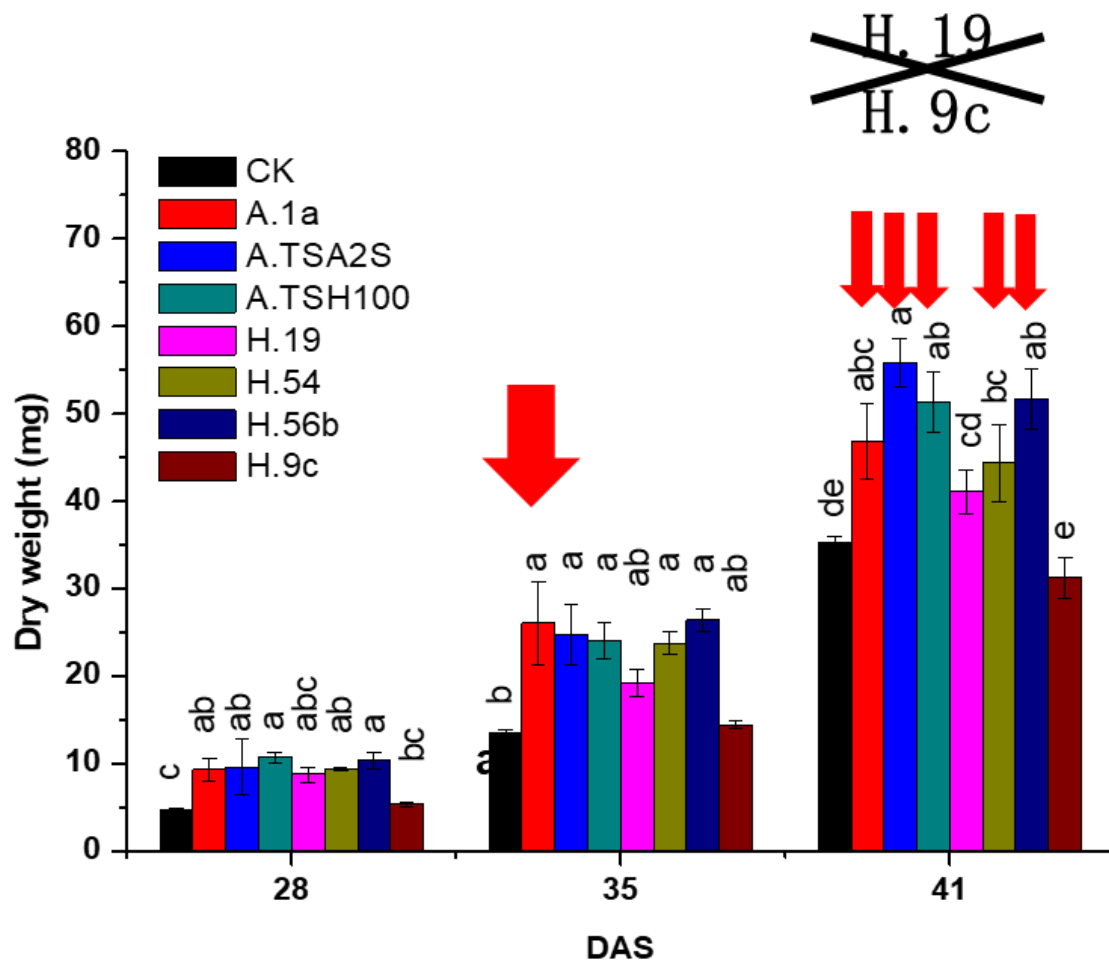 H. 19
H. 9c
80
70
60
50
40
30
20
10
0
Dry weight (mg)
CK
A.1a
A.TSA2S
A.TSH100
H.19
H.54
H.56b
H.9c
c
ab
ab
a
abc
ab
a
bc
a
b
a
a
a
ab
a
a
ab
de
abc
a
ab
cd
bc
ab
e
28
35
41
DAS